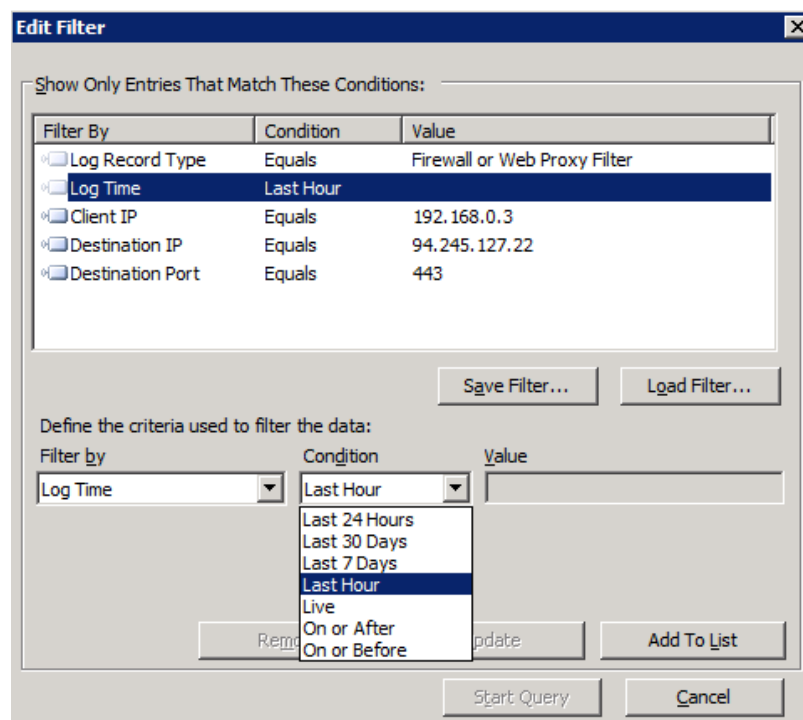 Edit Filter
Show Only Entries That Match These Conditions:
Filter By Condition Value
Log Record Type Equals Firewall or Web Proxy Filter
Log Time Last Hour
Client IP Equals 192.168.0.3
Destination IP Equals 94.245.127.22
Destination Port Equals 443
Save Filter... Load Filter...
Define the criteria used to filter the data:
Filter by Condition Value
Log Time Last Hour
Last 24 Hours
Last 30 Days
Last 7 Days
Last Hour
Live
On or After
On or Before
Add To List
Start Query Cancel